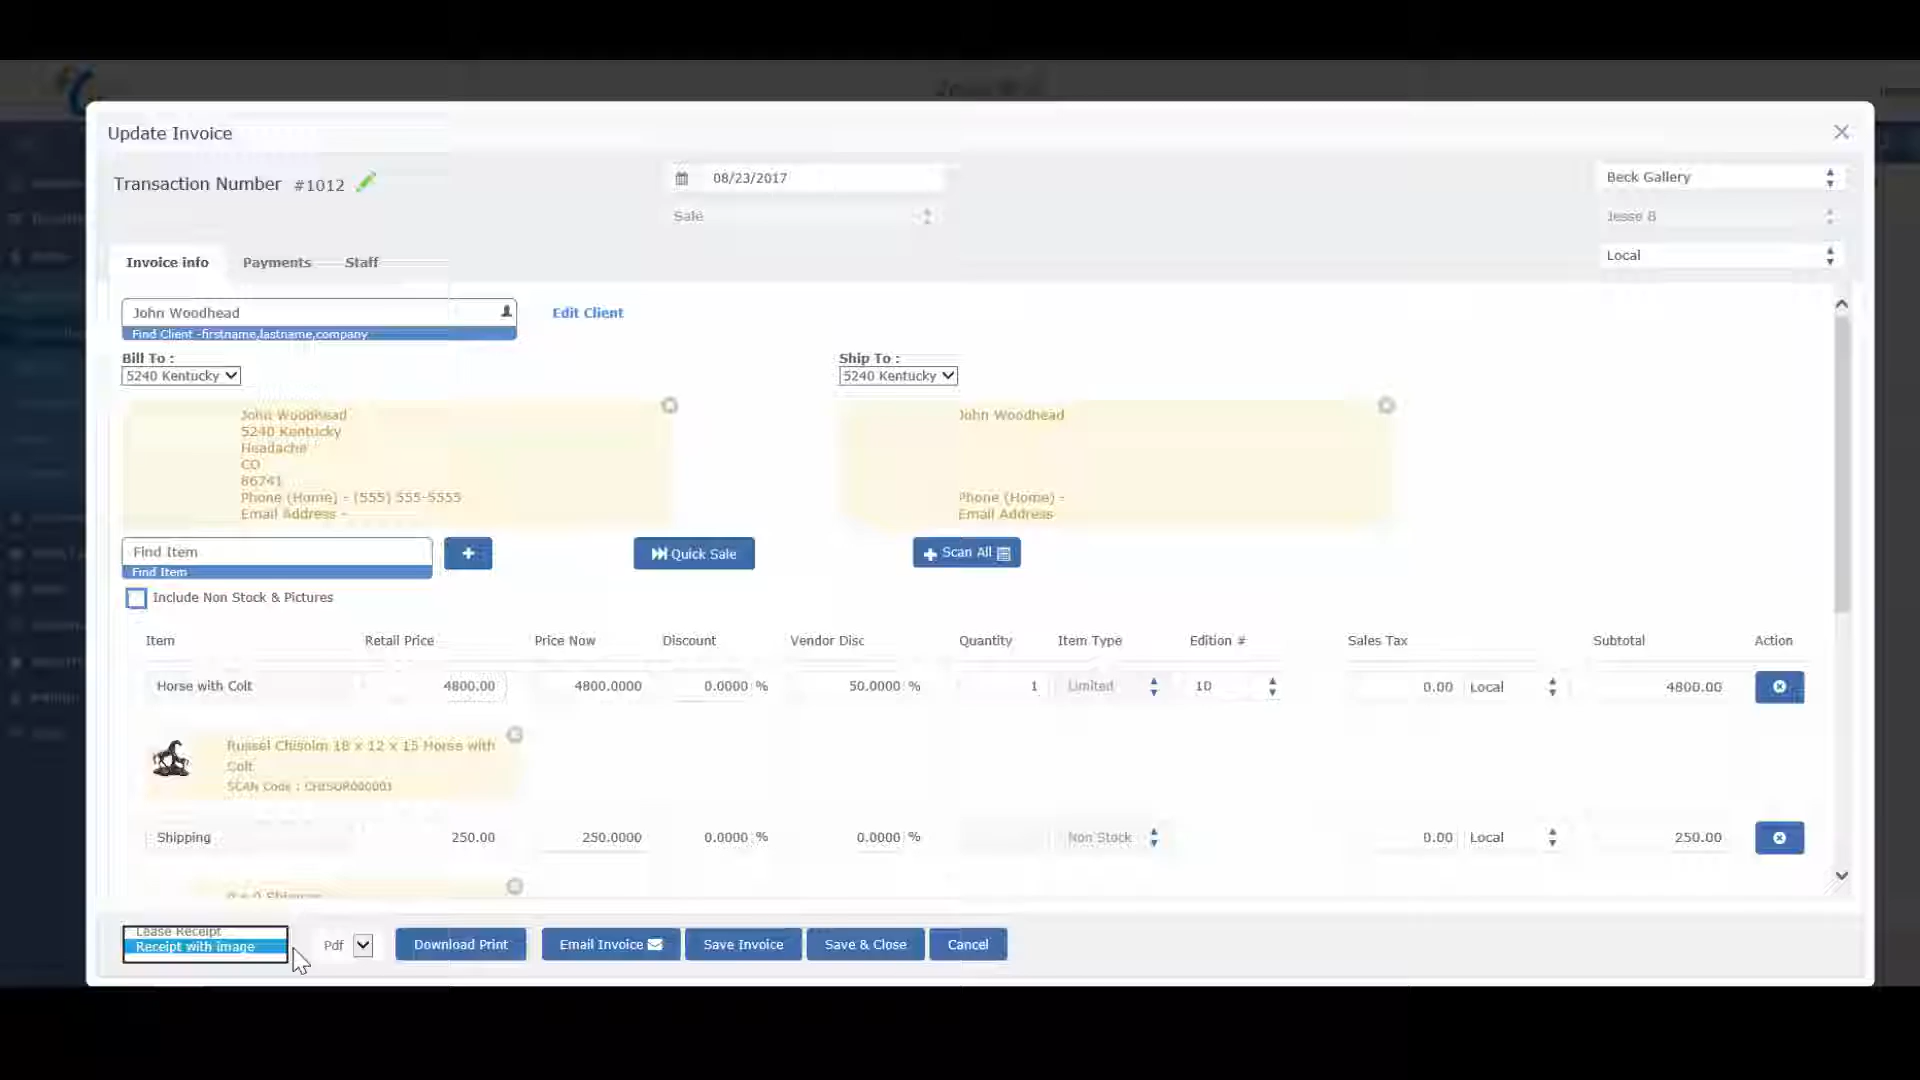 Update Invoice
Transaction Number #1012
08/23/2017
Sale
Beck Gallery
Jesse B
Local
Invoice info Payments Staff
John Woodhead
Edit Client
Find Client -firstname,lastname,company
Bill To :
5240 Kentucky
Ship To :
5240 Kentucky
John Woodhead
5240 Kentucky
Headache
CO
86741
Phone (Home) - (555) 555-5555
Email Address -
John Woodhead
Phone (Home) -
Email Address
Find Item
Find Item
Quick Sale
Scan All
Include Non Stock & Pictures
Item Retail Price Price Now Discount Vendor Disc Quantity Item Type Edition # Sales Tax Subtotal Action
Horse with Colt 4800.00 4800.0000 0.0000 % 50.0000 % 1 Limited 10 0.00 Local 4800.00
Russel Chisolm 18 x 12 x 15 Horse with
Colt
SCAN Code : CHISOR000001
Shipping 250.00 250.0000 0.0000 % 0.0000 % Non Stock 0.00 Local 250.00
Lease Receipt
Receipt with image
Pdf
Download Print
Email Invoice
Save Invoice
Save & Close
Cancel